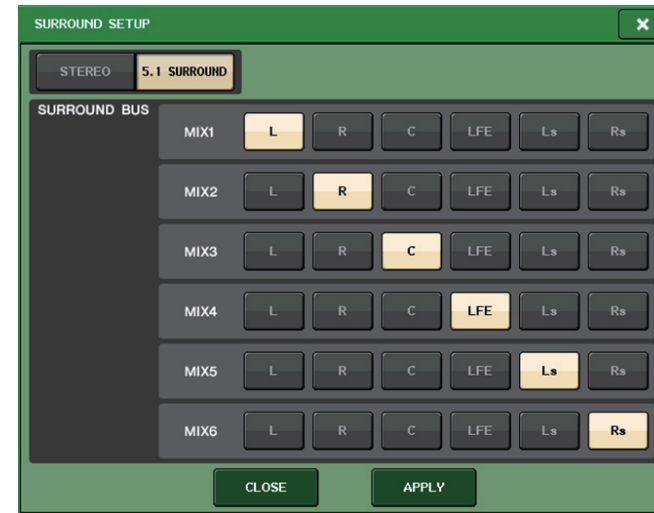 SURROUND SETUP
STEREO 5.1 SURROUND
SURROUND BUS
MIX1 L R C LFE Ls Rs
MIX2 L R C LFE Ls Rs
MIX3 L R C LFE Ls Rs
MIX4 L R C LFE Ls Rs
MIX5 L R C LFE Ls Rs
MIX6 L R C LFE Ls Rs
CLOSE APPLY